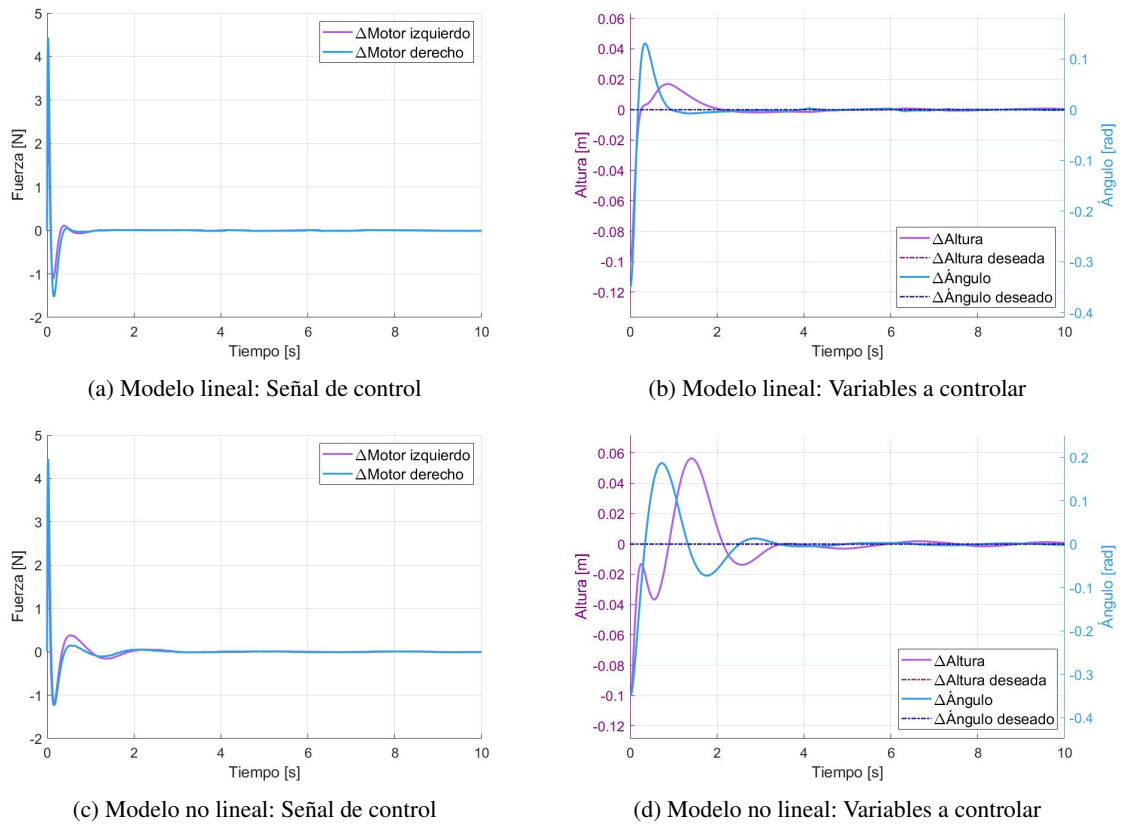 5
4
3
2
1
0
-1
-2
Fuerza [N]
ΔMotor izquierdo
ΔMotor derecho
0 2 4 6 8 10
Tiempo [s]
(a) Modelo lineal: Señal de control
0.06
0.04
0.02
0
-0.02
-0.04
-0.06
-0.08
-0.1
-0.12
Altura [m]
ΔAltura
ΔAltura deseada
ΔÁngulo
ΔÁngulo deseado
0.1
0
-0.1
-0.2
-0.3
-0.4
Ángulo [rad]
0 2 4 6 8 10
Tiempo [s]
(b) Modelo lineal: Variables a controlar
5
4
3
2
1
0
-1
-2
Fuerza [N]
ΔMotor izquierdo
ΔMotor derecho
0 2 4 6 8 10
Tiempo [s]
(c) Modelo no lineal: Señal de control
0.06
0.04
0.02
0
-0.02
-0.04
-0.06
-0.08
-0.1
-0.12
Altura [m]
ΔAltura
ΔAltura deseada
ΔÁngulo
ΔÁngulo deseado
0.2
0.1
0
-0.1
-0.2
-0.3
-0.4
Ángulo [rad]
0 2 4 6 8 10
Tiempo [s]
(d) Modelo no lineal: Variables a controlar